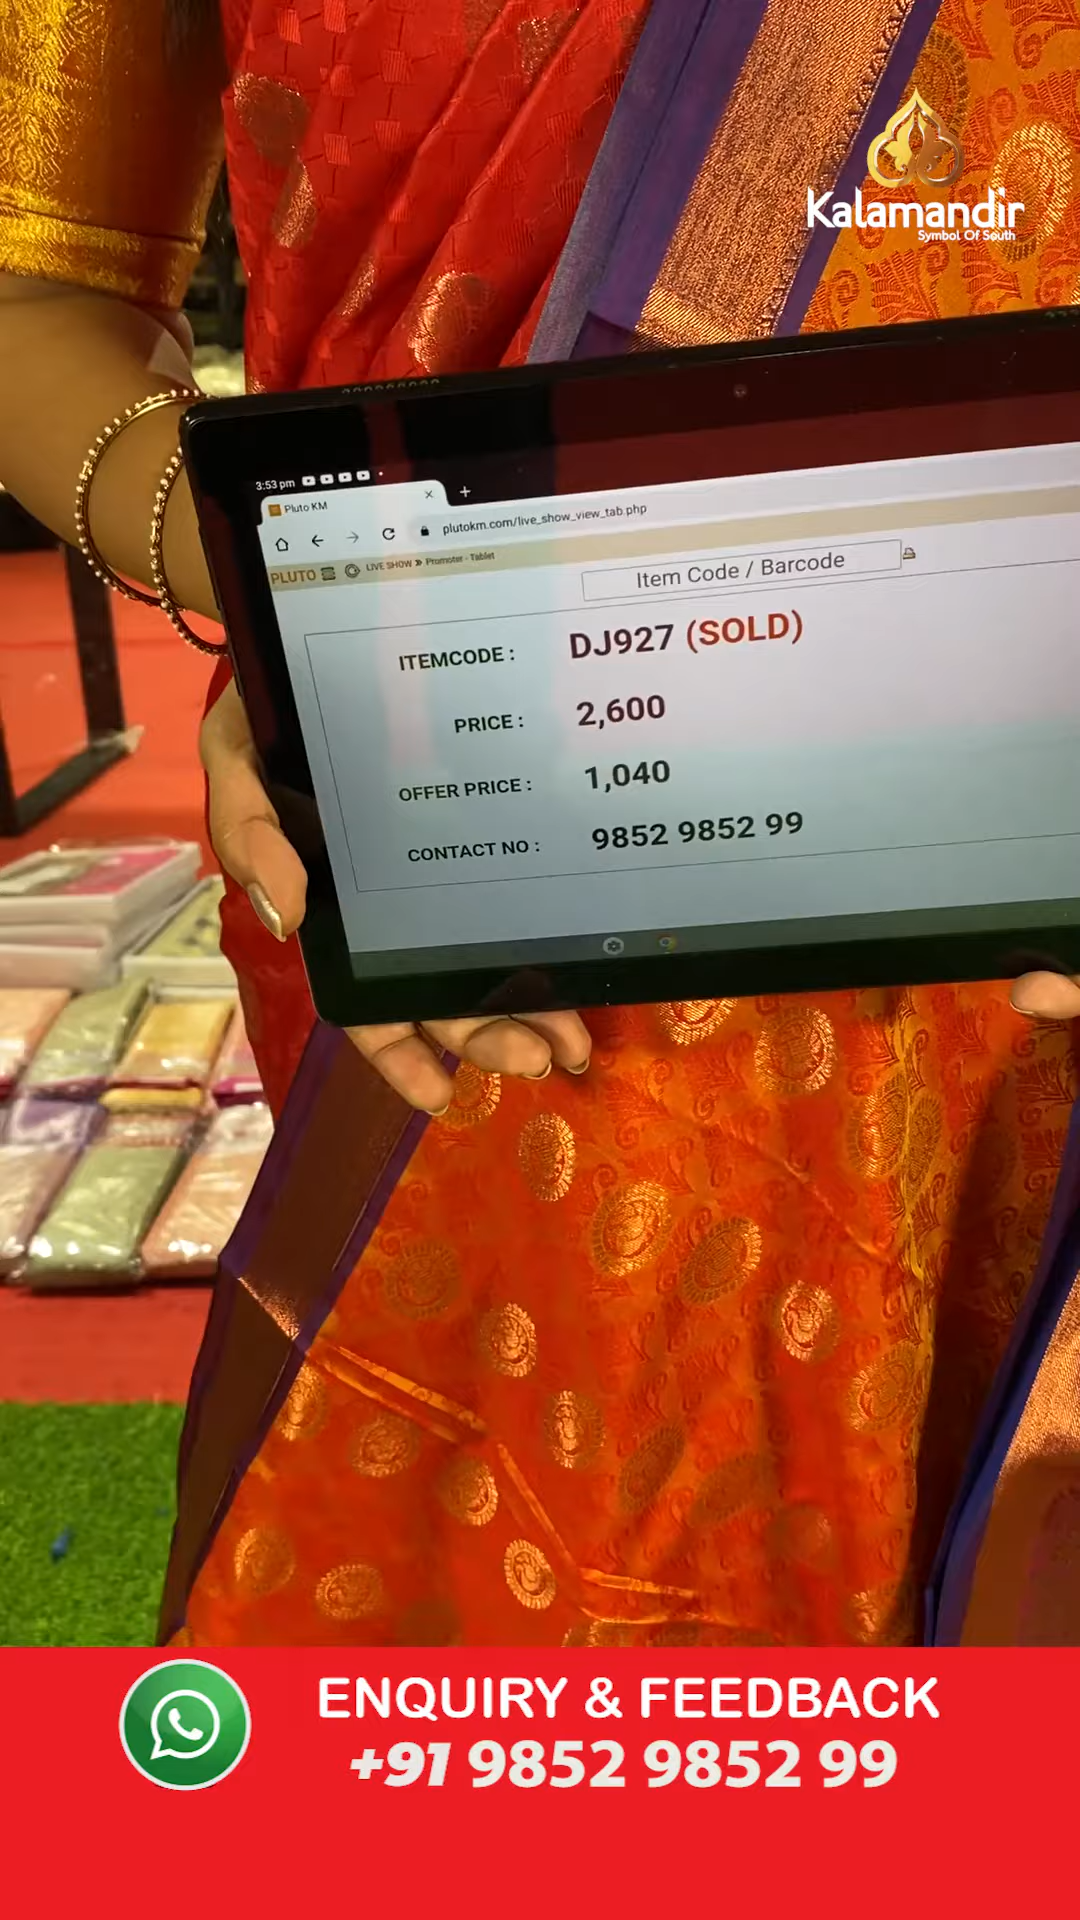 Kalamandir
Symbol Of South
3:53 pm
Pluto KM
plutokm.com/live_show_view_tab.php
PLUTO
LIVE SHOW » Promoter - Tablet
Item Code / Barcode
ITEMCODE : DJ927 (SOLD)
PRICE : 2,600
OFFER PRICE : 1,040
CONTACT NO : 9852 9852 99
ENQUIRY & FEEDBACK
+91 9852 9852 99